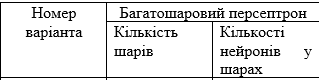 Номер
варіанта
Багатошаровий персептрон
Кількість
шарів
Кількості
нейронів у
шарах